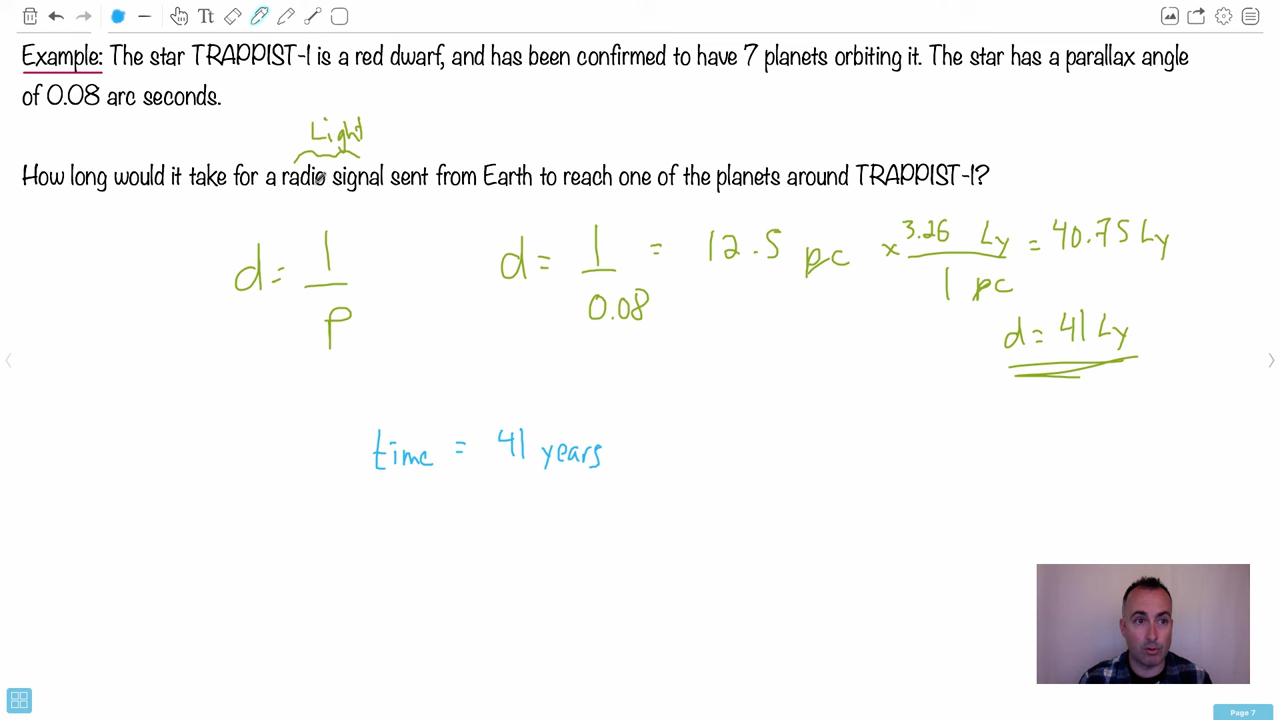 Tt
Example: The star TRAPPIST-1 is a red dwarf, and has been confirmed to have 7 planets orbiting it. The star has a parallax angle
of 0.08 arc seconds.
Light
How long would it take for a radio signal sent from Earth to reach one of the planets around TRAPPIST-1?
d = 1/p
d = 1/0.08 = 12.5 pc × 3.26 Ly/1 pc = 40.75 Ly
d = 41 Ly
time = 41 years
Page 7